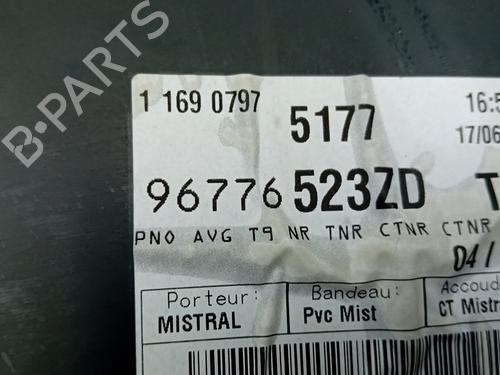 B-PARTS
1 169 0797
5177
16:5
17/06
96776 523ZD T
PNO AVG T9 NR TNR CTNR CTNR
04/
Porteur:
MISTRAL
Bandeau:
Pvc Mist
Accoud
CT Mistr